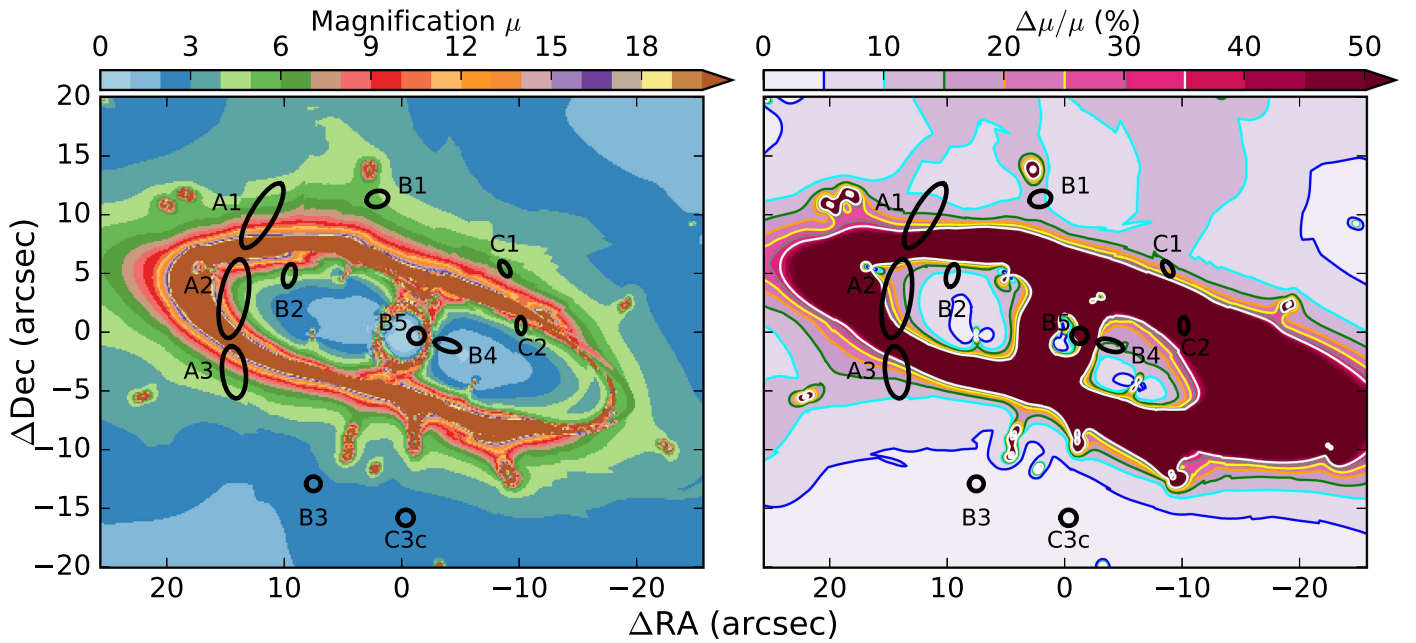 Magnification μ
0 3 6 9 12 15 18
Δμ/μ (%)
0 10 20 30 40 50
ΔDec (arcsec)
20
15
10
5
0
−5
−10
−15
−20
A1
B1
C1
A2
B2
B5
B4
C2
A3
B3
C3c
20 10 0 −10 −20
A1
B1
C1
A2
B2
B5
B4
C2
A3
B3
C3c
20 10 0 −10 −20
ΔRA (arcsec)